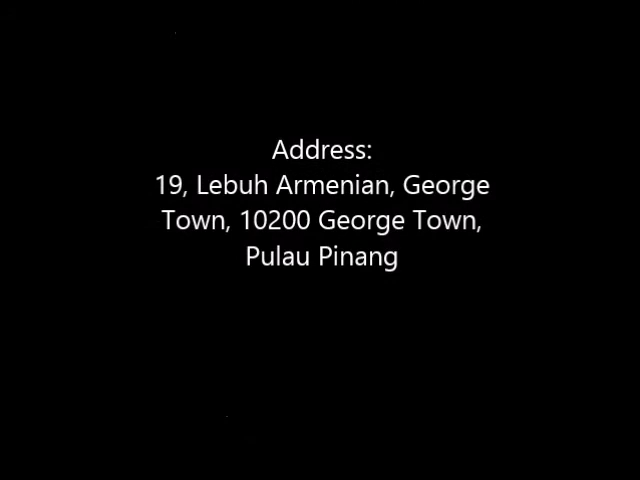 Address:
19, Lebuh Armenian, George
Town, 10200 George Town,
Pulau Pinang